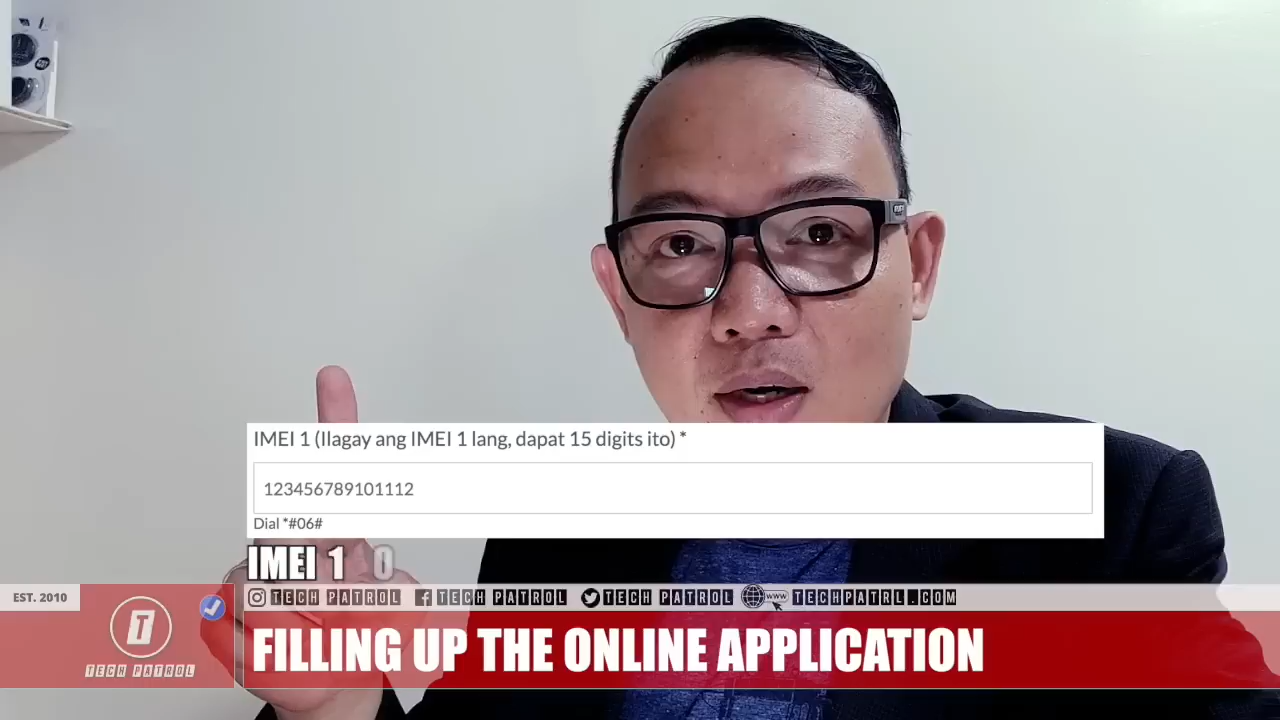 IMEI 1 (Ilagay ang IMEI 1 lang, dapat 15 digits ito) *
123456789101112
Dial *#06#
IMEI 1 O
EST. 2010
TECH PATROL TECH PATROL TECH PATROL WWW TECHPATRL.COM
T
TECH PATROL
FILLING UP THE ONLINE APPLICATION